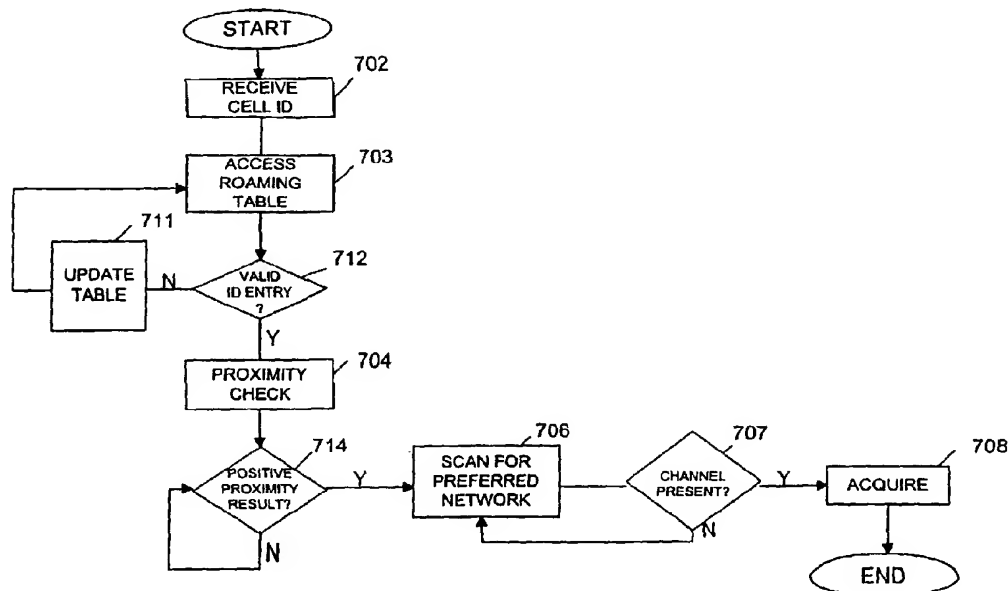 START
702
RECEIVE
CELL ID
703
ACCESS
ROAMING
TABLE
711
UPDATE
TABLE
N
712
VALID
ID ENTRY
?
Y
704
PROXIMITY
CHECK
714
POSITIVE
PROXIMITY
RESULT?
Y
N
706
SCAN FOR
PREFERRED
NETWORK
707
CHANNEL
PRESENT?
Y
N
708
ACQUIRE
END